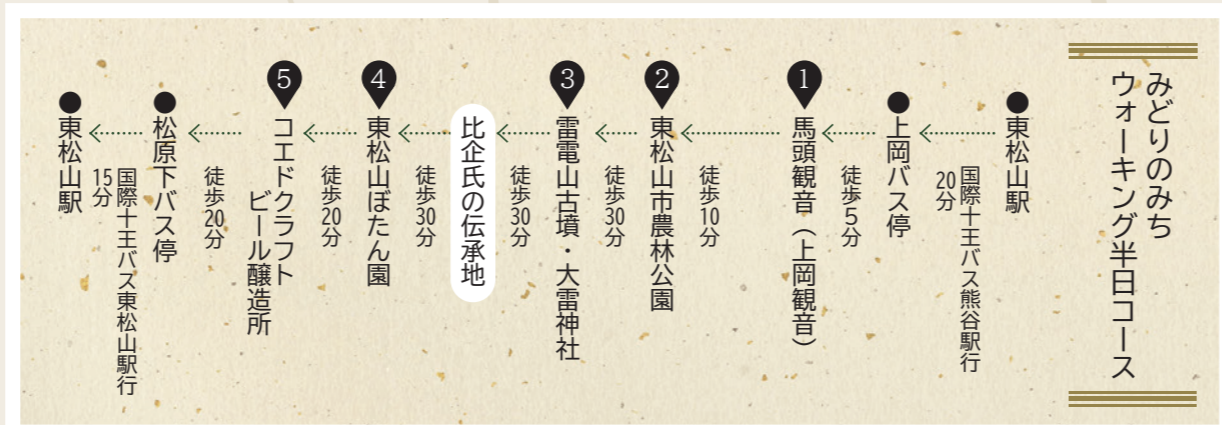 みどりのみち
ウォーキング半日コース
東松山駅
国際十王バス熊谷駅行
20分
上岡バス停
徒歩5分
1
馬頭観音（上岡観音）
徒歩10分
2
東松山市農林公園
徒歩30分
3
雷電山古墳・大雷神社
徒歩30分
比企氏の伝承地
徒歩30分
4
東松山ぼたん園
徒歩20分
5
コエドクラフト
ビール醸造所
徒歩20分
松原下バス停
国際十王バス東松山駅行
15分
東松山駅